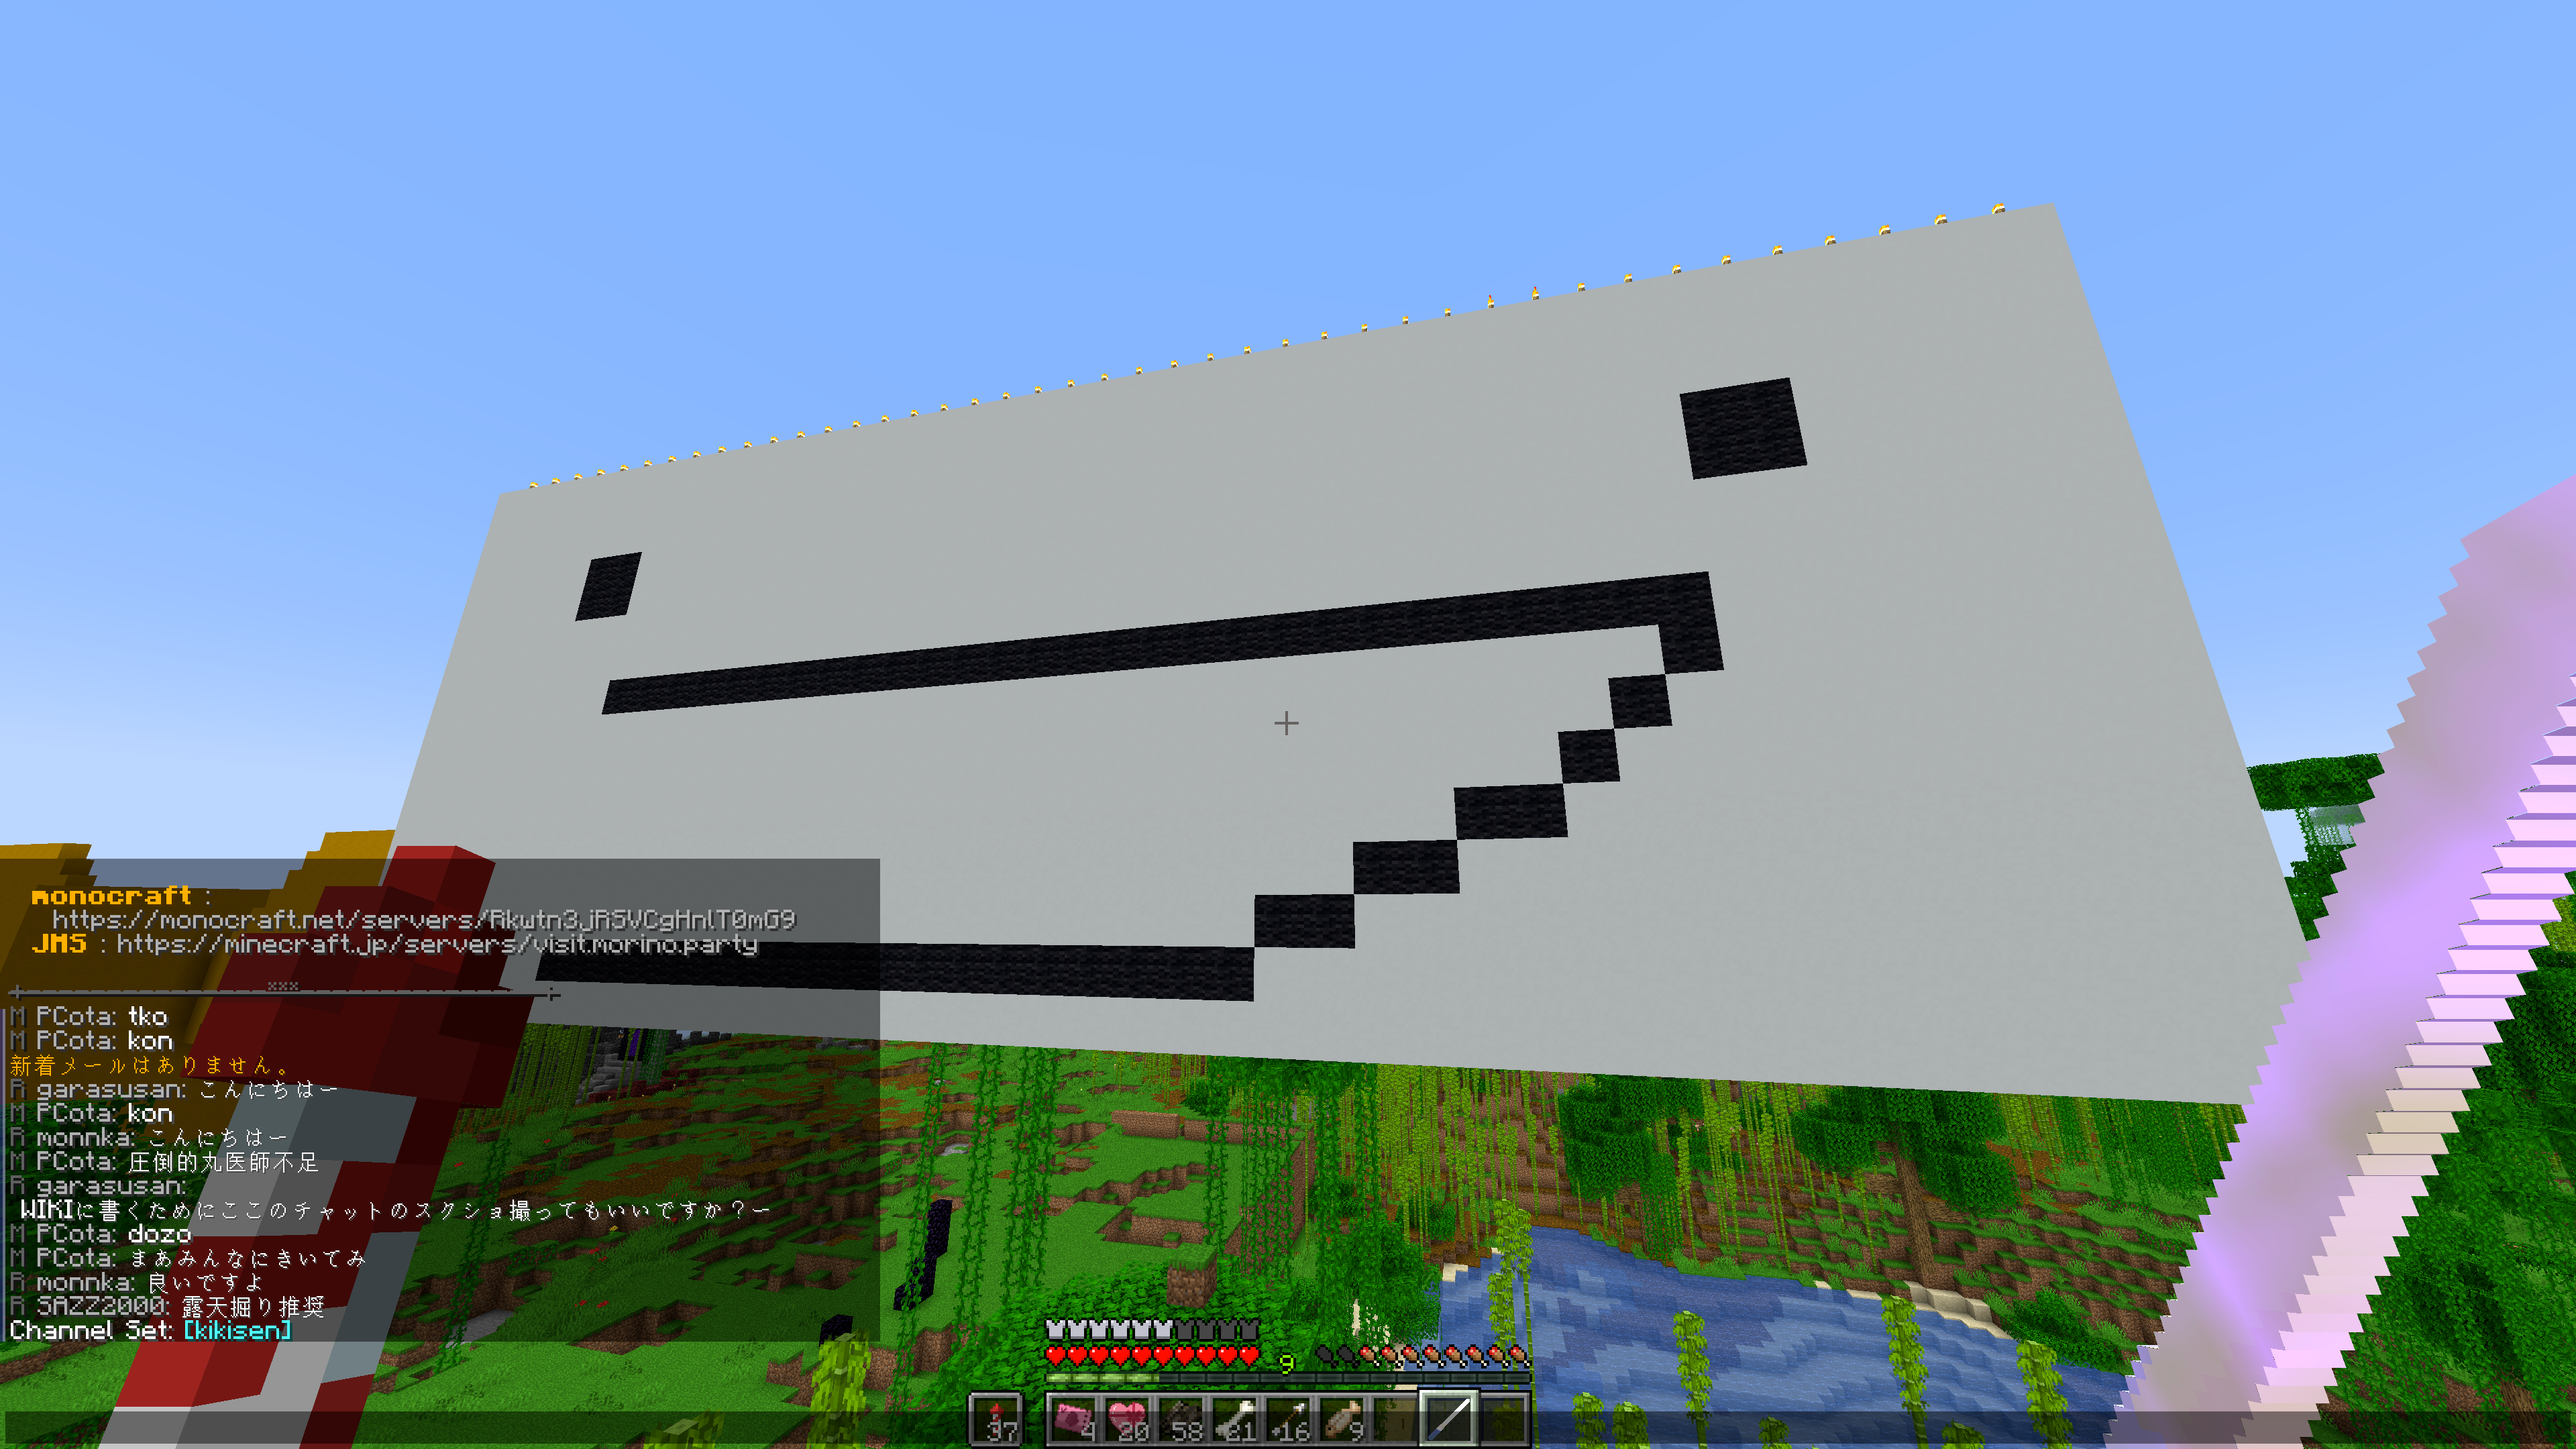 monocraft :
https://monocraft.net/servers/Rkwtn3jR5VCgHnlT0mG9
JMS : https://minecraft.jp/servers/visit.morino.party
xxx
M PCota: tko
M PCota: kon
新着メールはありません。
R garasusan: こんにちはー
M PCota: kon
R monnka: こんにちはー
M PCota: 圧倒的丸医師不足
R garasusan:
WIKIに書くためにここのチャットのスクショ撮ってもいいですか？ー
M PCota: dozo
M PCota: まあみんなにきいてみ
R monnka: 良いですよ
R SAZZ2000: 露天掘り推奨
Channel Set: [kikisen]
9
37 4 20 58 21 16 9